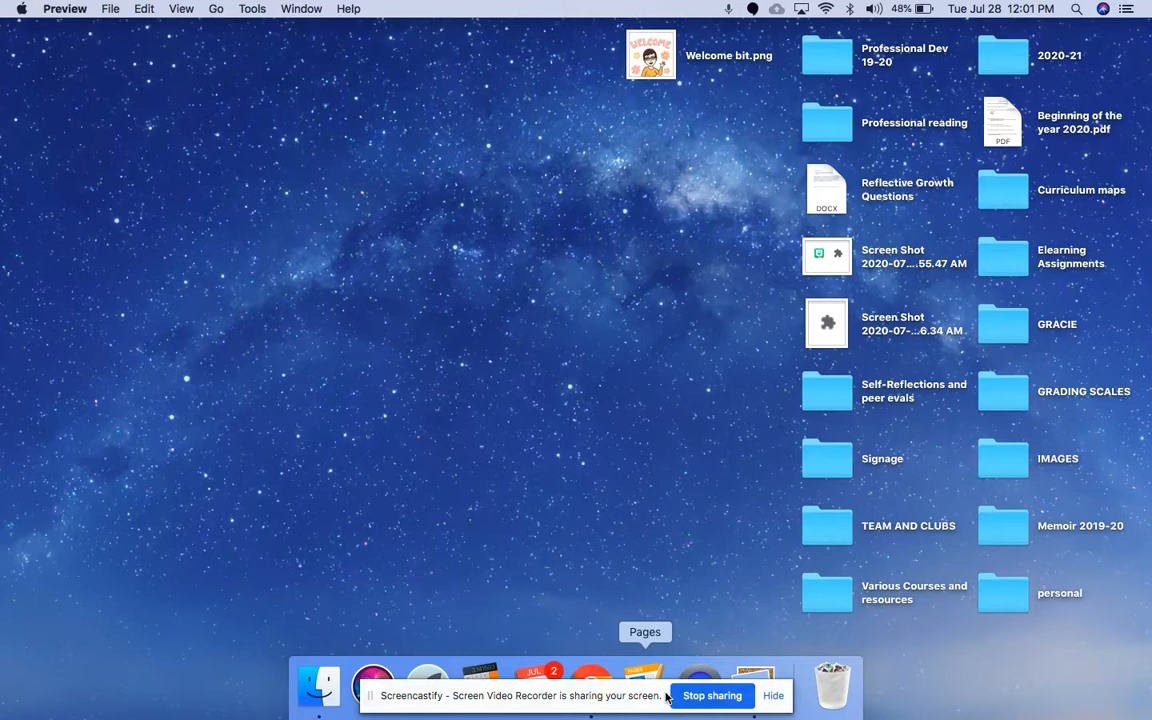 Preview File Edit View Go Tools Window Help 48% Tue Jul 28 12:01 PM
WELCOME
Welcome bit.png
Professional Dev
19-20
2020-21
Professional reading
PDF
Beginning of the
year 2020.pdf
DOCX
Reflective Growth
Questions
Curriculum maps
Screen Shot
2020-07....55.47 AM
Elearning
Assignments
Screen Shot
2020-07-...6.34 AM
GRACIE
Self-Reflections and
peer evals
GRADING SCALES
Signage
IMAGES
TEAM AND CLUBS
Memoir 2019-20
Various Courses and
resources
personal
Pages
JUL 2
Screencastify - Screen Video Recorder is sharing your screen. Stop sharing Hide